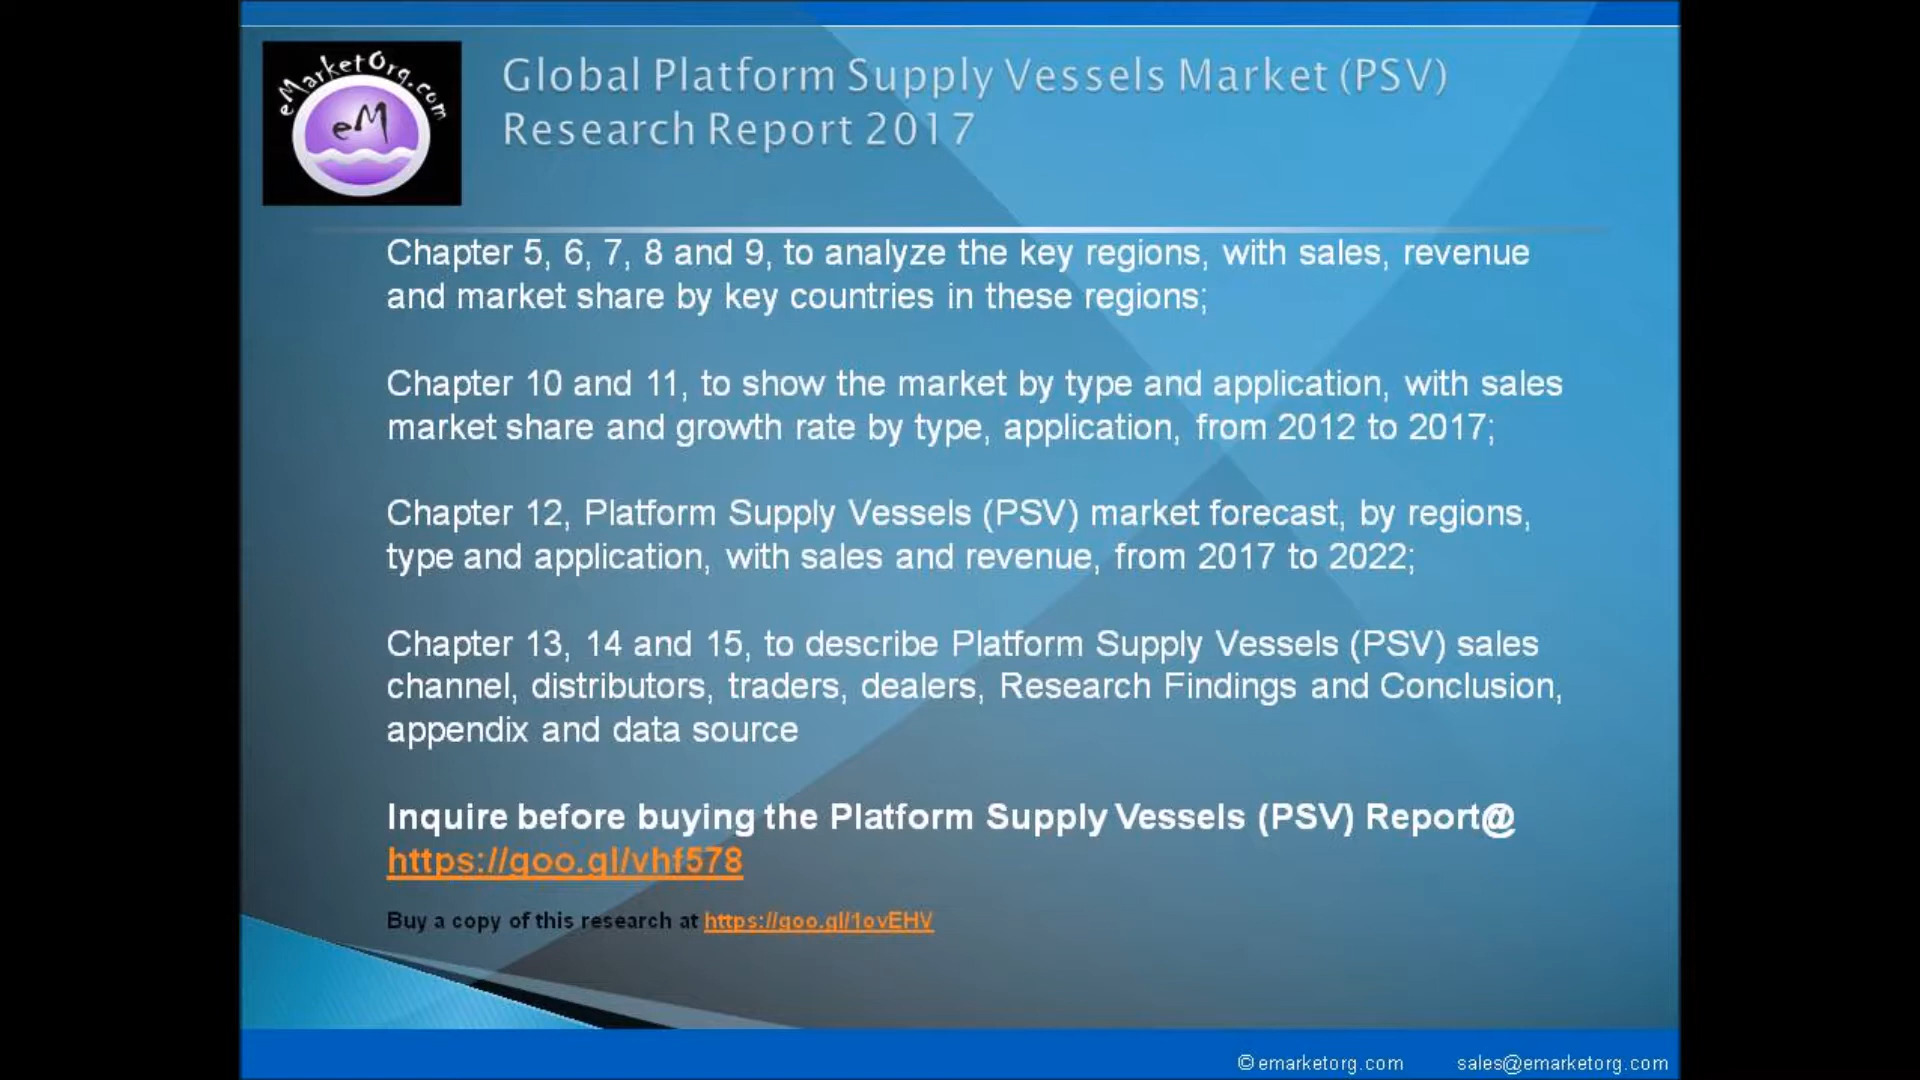 eMarketOrg.com
eM
Global Platform Supply Vessels Market (PSV)
Research Report 2017
Chapter 5, 6, 7, 8 and 9, to analyze the key regions, with sales, revenue
and market share by key countries in these regions;
Chapter 10 and 11, to show the market by type and application, with sales
market share and growth rate by type, application, from 2012 to 2017;
Chapter 12, Platform Supply Vessels (PSV) market forecast, by regions,
type and application, with sales and revenue, from 2017 to 2022;
Chapter 13, 14 and 15, to describe Platform Supply Vessels (PSV) sales
channel, distributors, traders, dealers, Research Findings and Conclusion,
appendix and data source
Inquire before buying the Platform Supply Vessels (PSV) Report@
https://goo.gl/vhf578
Buy a copy of this research at https://goo.gl/1ovEHV
© emarketorg.com sales@emarketorg.com